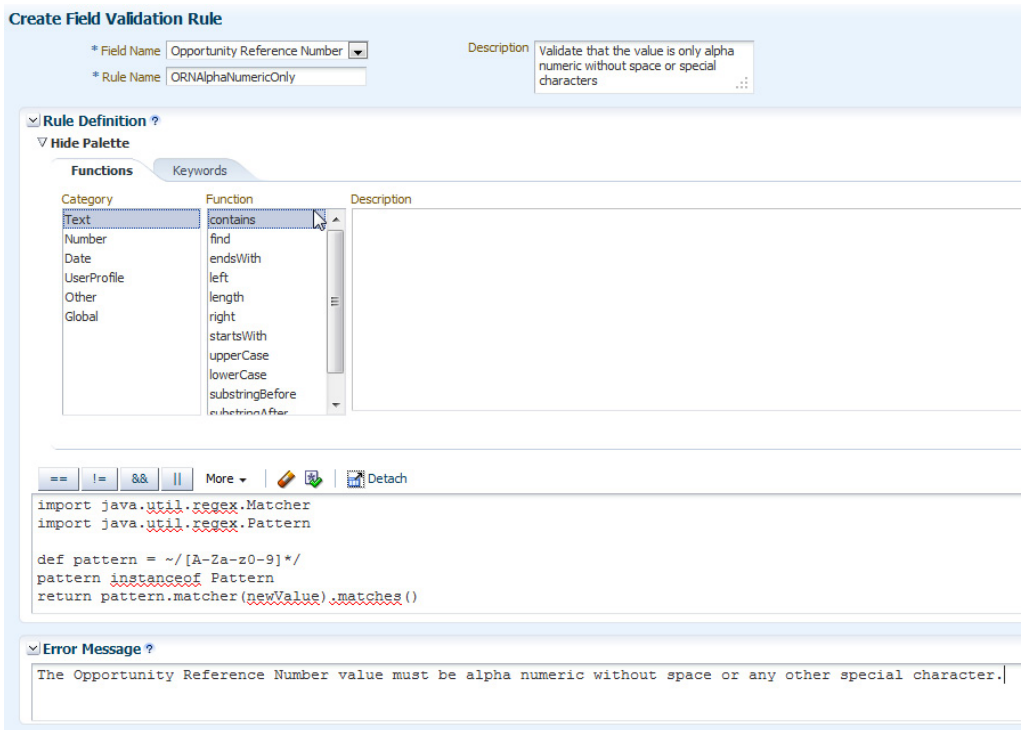 Create Field Validation Rule
* Field Name Opportunity Reference Number
Description Validate that the value is only alpha
numeric without space or special
characters
* Rule Name ORNAlphaNumericOnly
Rule Definition ?
Hide Palette
Functions Keywords
Category Function Description
Text contains
Number find
Date endsWith
UserProfile left
Other length
Global right
startsWith
upperCase
lowerCase
substringBefore
substringAfter
== != && || More Detach
import java.util.regex.Matcher
import java.util.regex.Pattern
def pattern = ~/[A-Za-z0-9]*/
pattern instanceof Pattern
return pattern.matcher(newValue).matches()
Error Message ?
The Opportunity Reference Number value must be alpha numeric without space or any other special character.